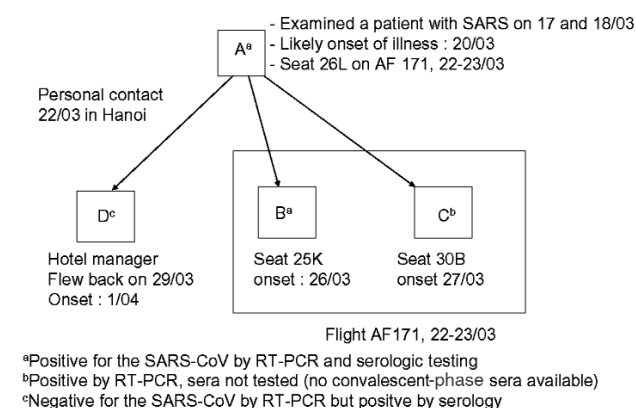 - Examined a patient with SARS on 17 and 18/03
Aᵃ
- Likely onset of illness : 20/03
- Seat 26L on AF 171, 22-23/03
Personal contact
22/03 in Hanoi
Dᶜ
Bᵃ
Cᵇ
Hotel manager
Flew back on 29/03
Onset : 1/04
Seat 25K
onset : 26/03
Seat 30B
onset 27/03
Flight AF171, 22-23/03
ᵃPositive for the SARS-CoV by RT-PCR and serologic testing
ᵇPositive by RT-PCR, sera not tested (no convalescent-phase sera available)
ᶜNegative for the SARS-CoV by RT-PCR but positve by serology